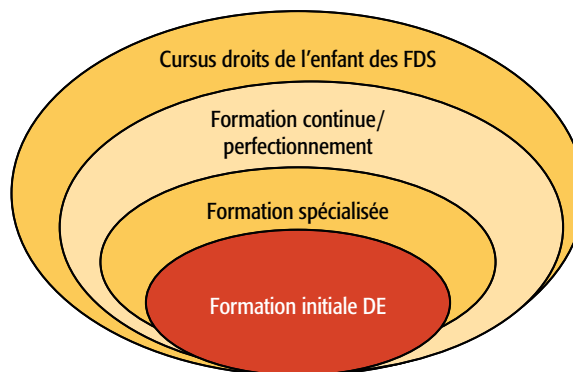 Cursus droits de l’enfant des FDS
Formation continue/
perfectionnement
Formation spécialisée
Formation initiale DE